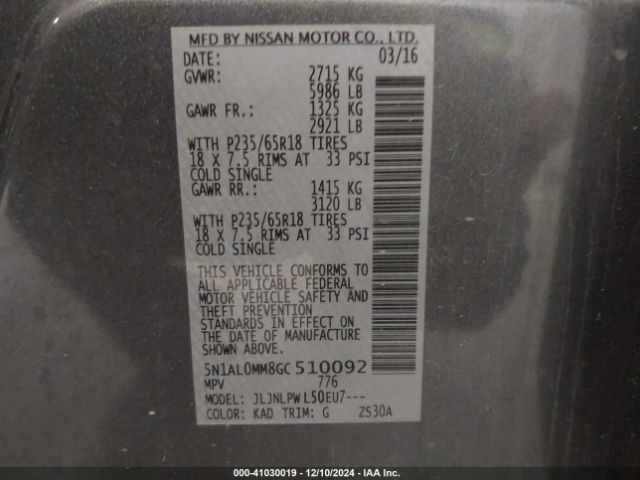 MFD BY NISSAN MOTOR CO., LTD.
DATE: 03/16
GVWR: 2715 KG
5986 LB
GAWR FR.: 1325 KG
2921 LB
WITH P235/65R18 TIRES
18 X 7.5 RIMS AT 33 PSI
COLD SINGLE
GAWR RR.: 1415 KG
3120 LB
WITH P235/65R18 TIRES
18 X 7.5 RIMS AT 33 PSI
COLD SINGLE
THIS VEHICLE CONFORMS TO
ALL APPLICABLE FEDERAL
MOTOR VEHICLE SAFETY AND
THEFT PREVENTION
STANDARDS IN EFFECT ON
THE DATE OF MANUFACTURE
SHOWN ABOVE.
5N1AL0MM8GC510092
MPV 776
MODEL: JLJNLPWL50EU7---
COLOR: KAD TRIM: G ZS30A
000-41030019 - 12/10/2024 - IAA Inc.